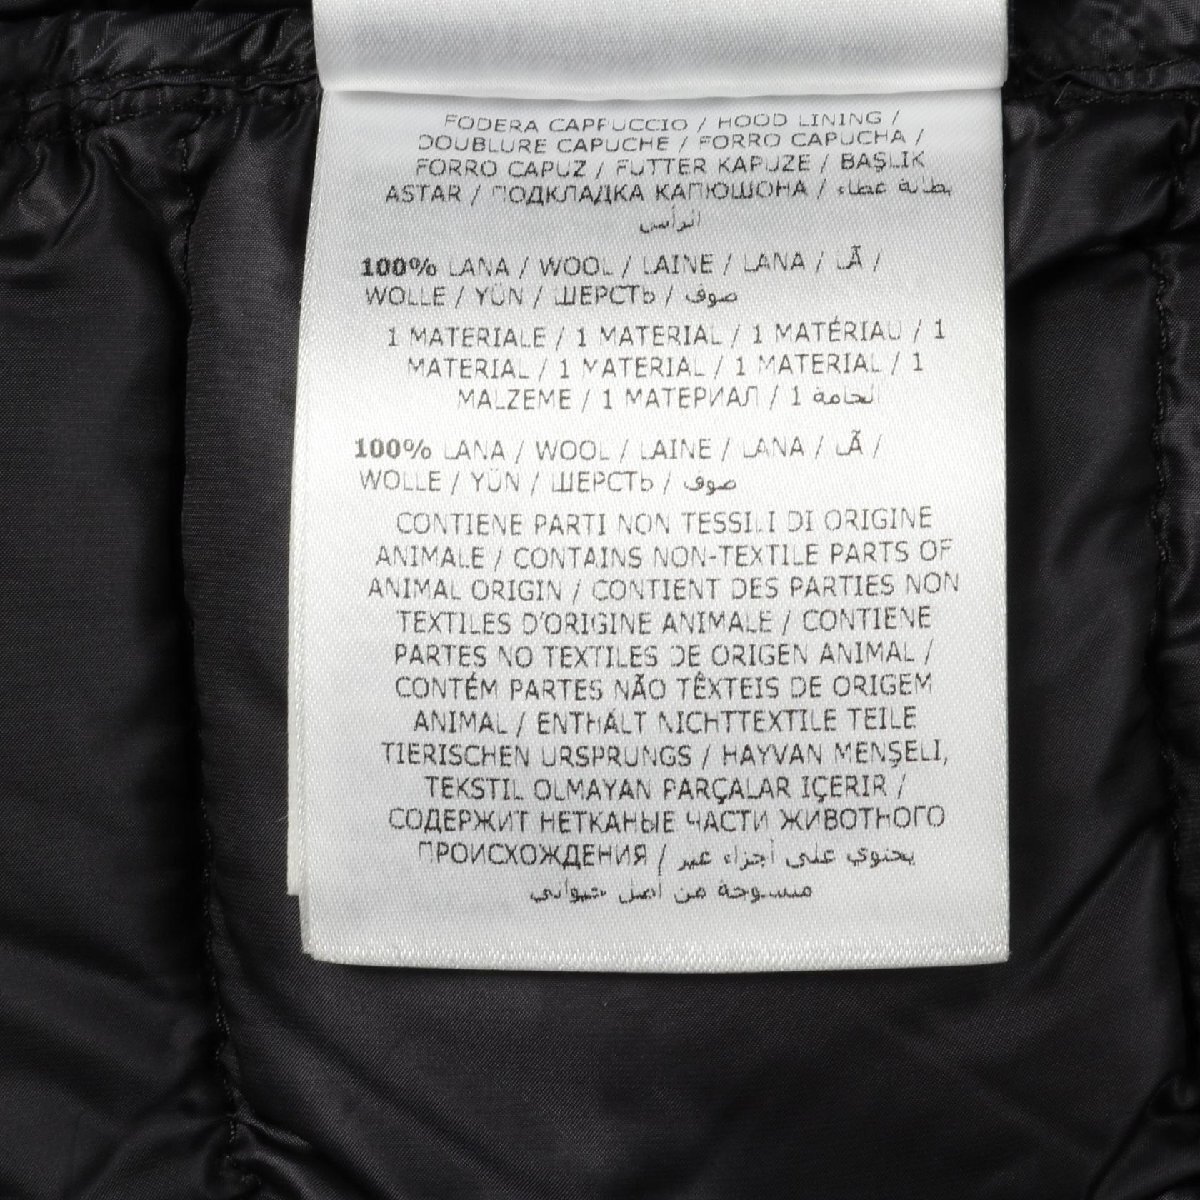 FODERA CAPPUCCIO / HOOD LINING /
DOUBLURE CAPUCHE / FORRO CAPUCHA /
FORRO CAPUZ / FUTTER KAPUZE / BAŞLIK
ASTAR / ПОДКЛАДКА КАПЮШОНА / بطانة غطاء
الرأس
100% LANA / WOOL / LAINE / LANA / LÃ /
WOLLE / YÜN / ШЕРСТЬ / صوف
1 MATERIALE / 1 MATERIAL / 1 MATÉRIAU / 1
MATERIAL / 1 MATERIAL / 1 MATERIAL / 1
MALZEME / 1 МАТЕРИАЛ / 1 الخامة
100% LANA / WOOL / LAINE / LANA / LÃ /
WOLLE / YÜN / ШЕРСТЬ / صوف
CONTIENE PARTI NON TESSILI DI ORIGINE
ANIMALE / CONTAINS NON-TEXTILE PARTS OF
ANIMAL ORIGIN / CONTIENT DES PARTIES NON
TEXTILES D'ORIGINE ANIMALE / CONTIENE
PARTES NO TEXTILES DE ORIGEN ANIMAL /
CONTÉM PARTES NÃO TÊXTEIS DE ORIGEM
ANIMAL / ENTHÄLT NICHTTEXTILE TEILE
TIERISCHEN URSPRUNGS / HAYVAN MENŞELİ,
TEKSTİL OLMAYAN PARÇALAR İÇERİR /
СОДЕРЖИТ НЕТКАНЫЕ ЧАСТИ ЖИВОТНОГО
ПРОИСХОЖДЕНИЯ / يحتوي على أجزاء غير
منسوجة من أصل حيواني